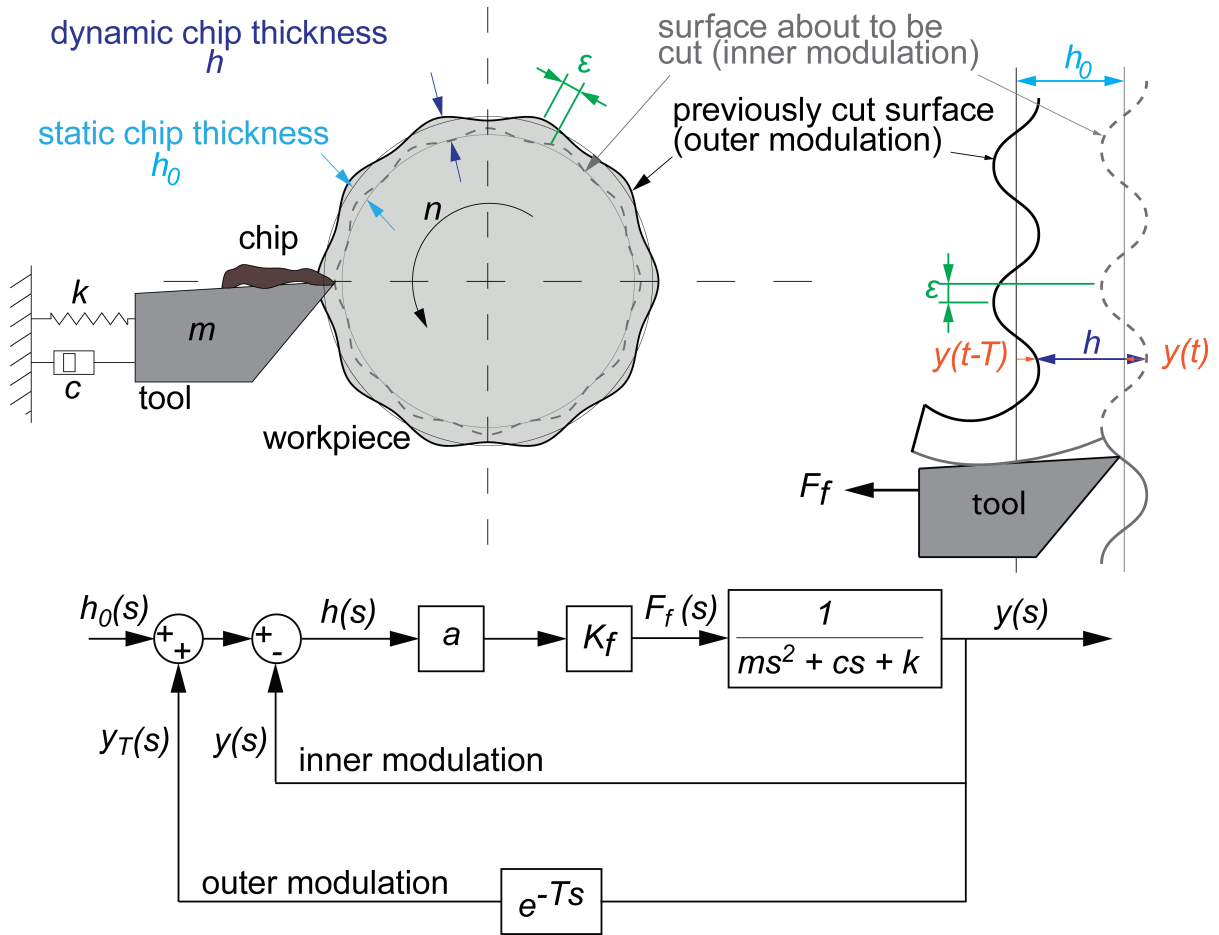 dynamic chip thickness
h
static chip thickness
h0
ε
surface about to be
cut (inner modulation)
previously cut surface
(outer modulation)
h0
n
chip
k
m
c
tool
workpiece
ε
y(t-T)
h
y(t)
Ff
tool
h0(s)
+
+
+
-
h(s)
a
Kf
Ff (s)
1
ms2 + cs + k
y(s)
yT(s)
y(s)
inner modulation
outer modulation
e-Ts